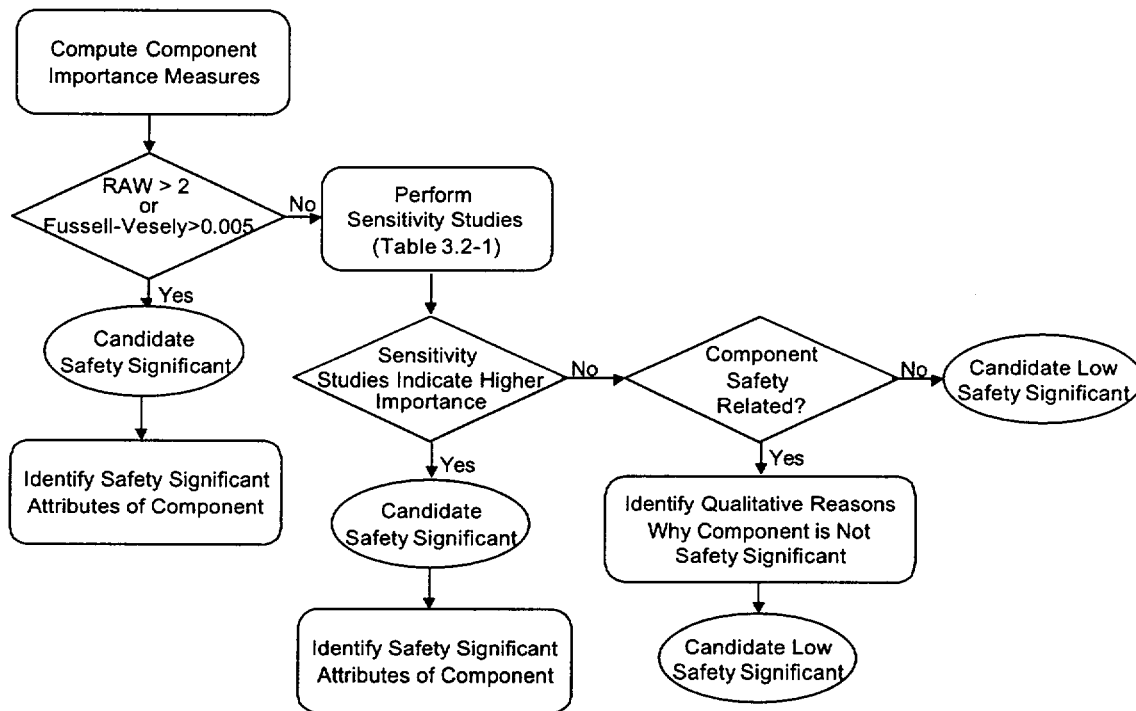 Compute Component
Importance Measures
RAW > 2
or
Fussell-Vesely>0.005
No
Perform
Sensitivity Studies
(Table 3.2-1)
Yes
Candidate
Safety Significant
Identify Safety Significant
Attributes of Component
Sensitivity
Studies Indicate Higher
Importance
No
Component
Safety
Related?
No
Candidate Low
Safety Significant
Yes
Candidate
Safety Significant
Identify Safety Significant
Attributes of Component
Yes
Identify Qualitative Reasons
Why Component is Not
Safety Significant
Candidate Low
Safety Significant